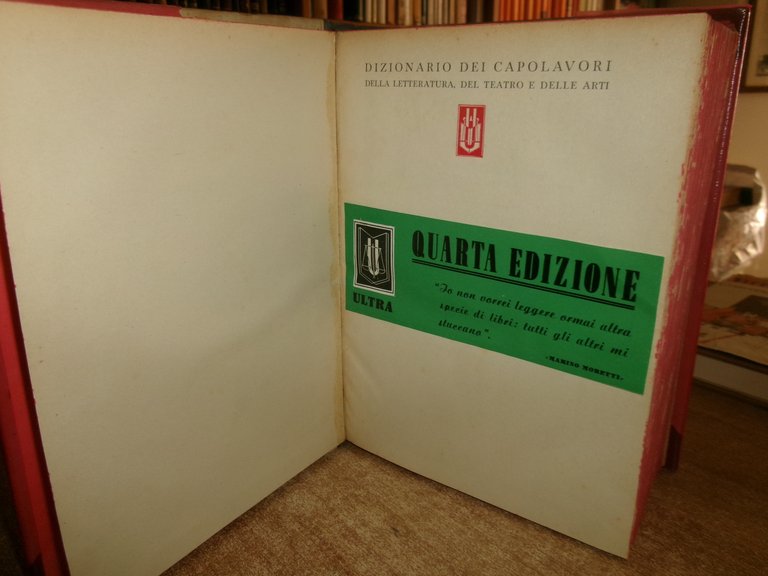 DIZIONARIO DEI CAPOLAVORI
DELLA LETTERATURA, DEL TEATRO E DELLE ARTI
QUARTA EDIZIONE
"Io non vorrei leggere ormai altra
specie di libri: tutti gli altri mi
stuccano".
«MARINO MORETTI»
ULTRA